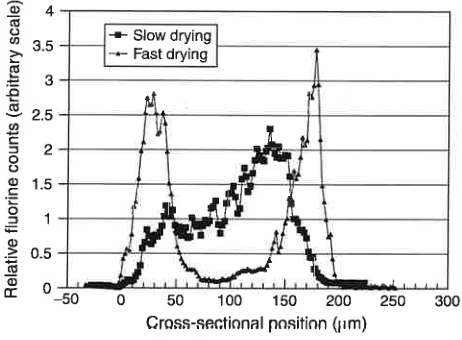 4
3.5
3
2.5
2
1.5
1
0.5
0
Relative fluorine counts (arbitrary scale)
Slow drying
Fast drying
−50 0 50 100 150 200 250 300
Cross-sectional position (μm)